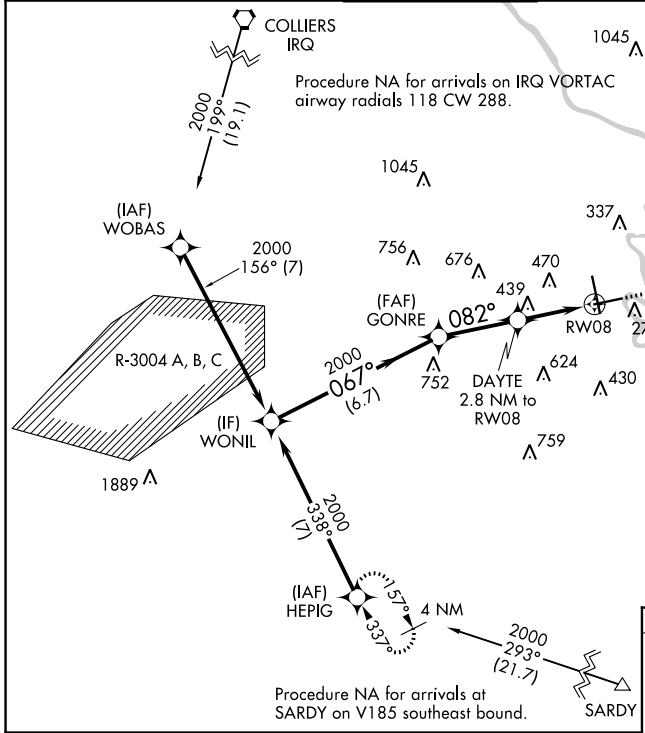 COLLIERS
IRQ
1045
Procedure NA for arrivals on IRQ VORTAC
airway radials 118 CW 288.
2000
199°
(19.1)
1045
(IAF)
WOBAS
337
2000
156° (7)
756
676
470
439
(FAF)
GONRE
082°
RW08
27
R-3004 A, B, C
2000
067°
(6.7)
752
DAYTE
2.8 NM to
RW08
624
430
(IF)
WONIL
759
1889
2000
338°
(7)
(IAF)
HEPIG
157°
337°
4 NM
2000
293°
(21.7)
Procedure NA for arrivals at
SARDY on V185 southeast bound.
SARDY